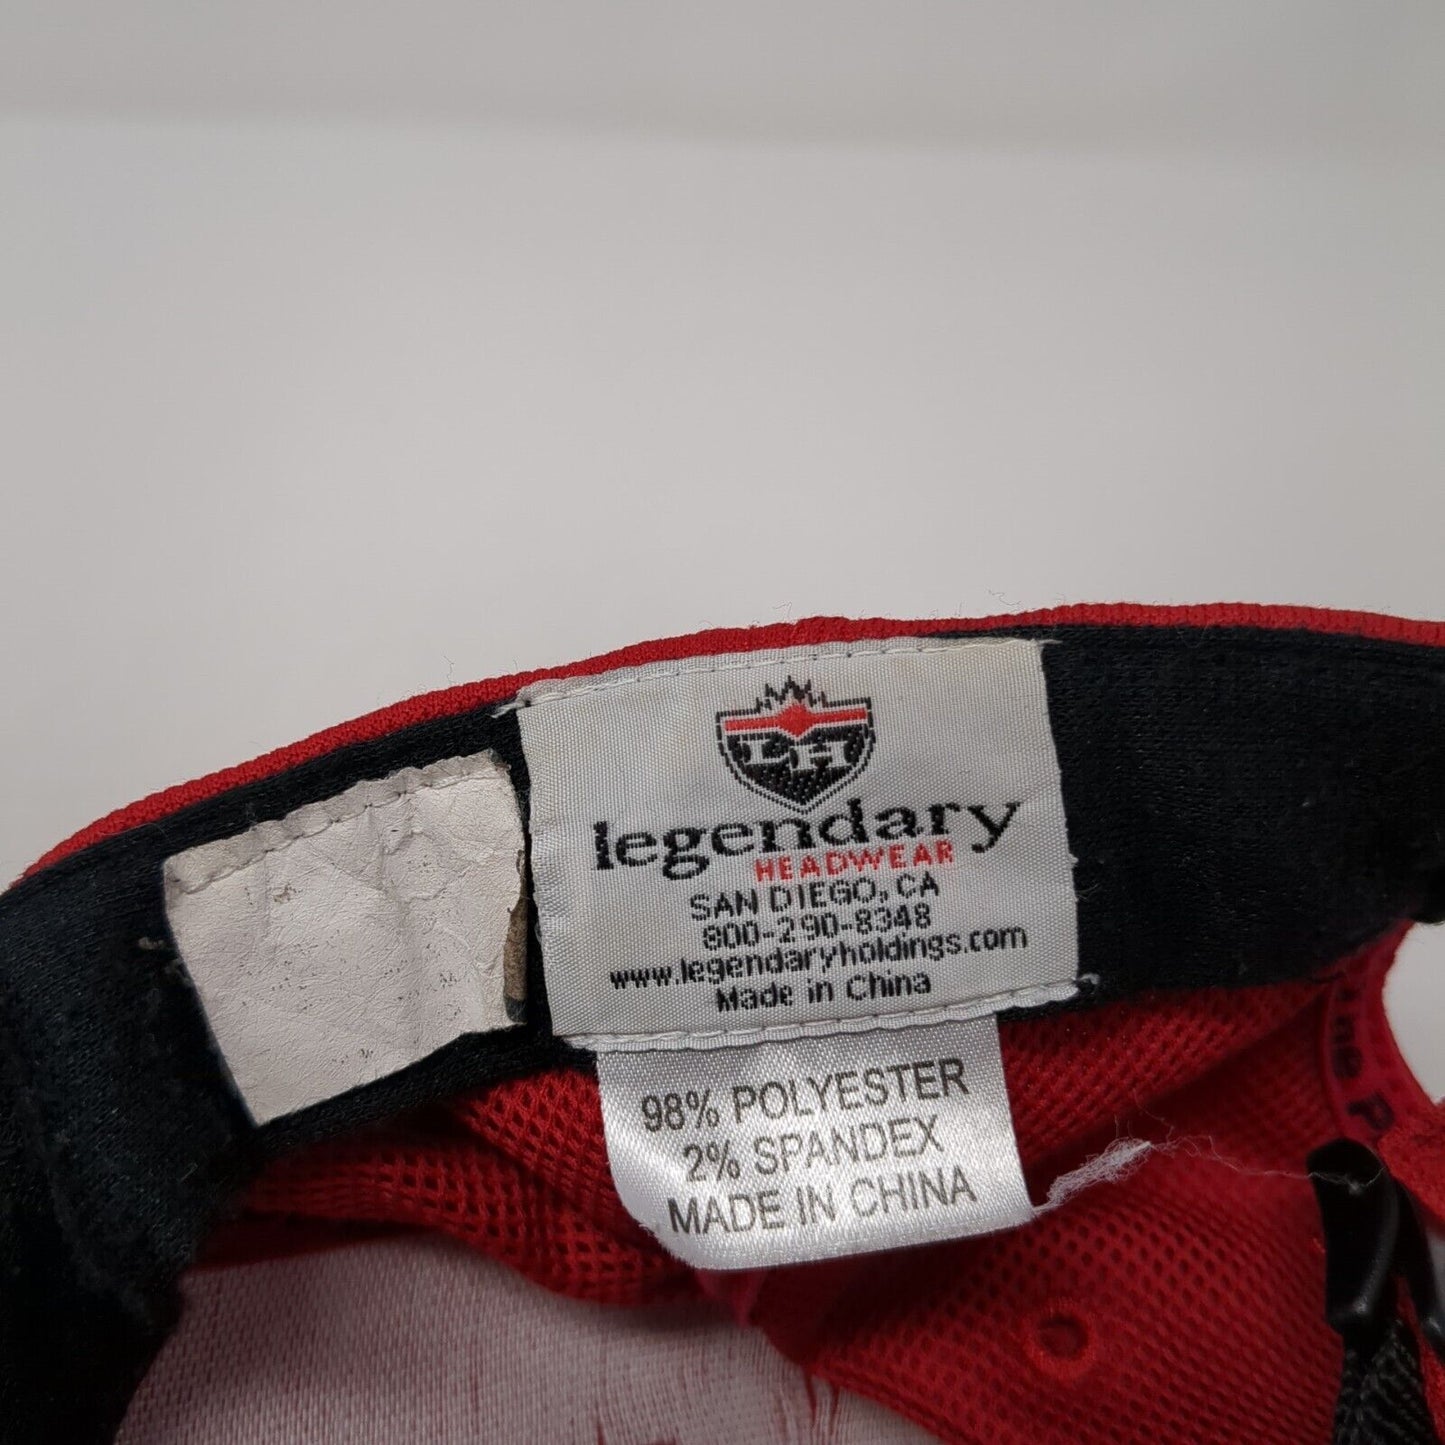 LH
legendary
HEADWEAR
SAN DIEGO, CA
800-290-8348
www.legendaryholdings.com
Made in China
98% POLYESTER
2% SPANDEX
MADE IN CHINA